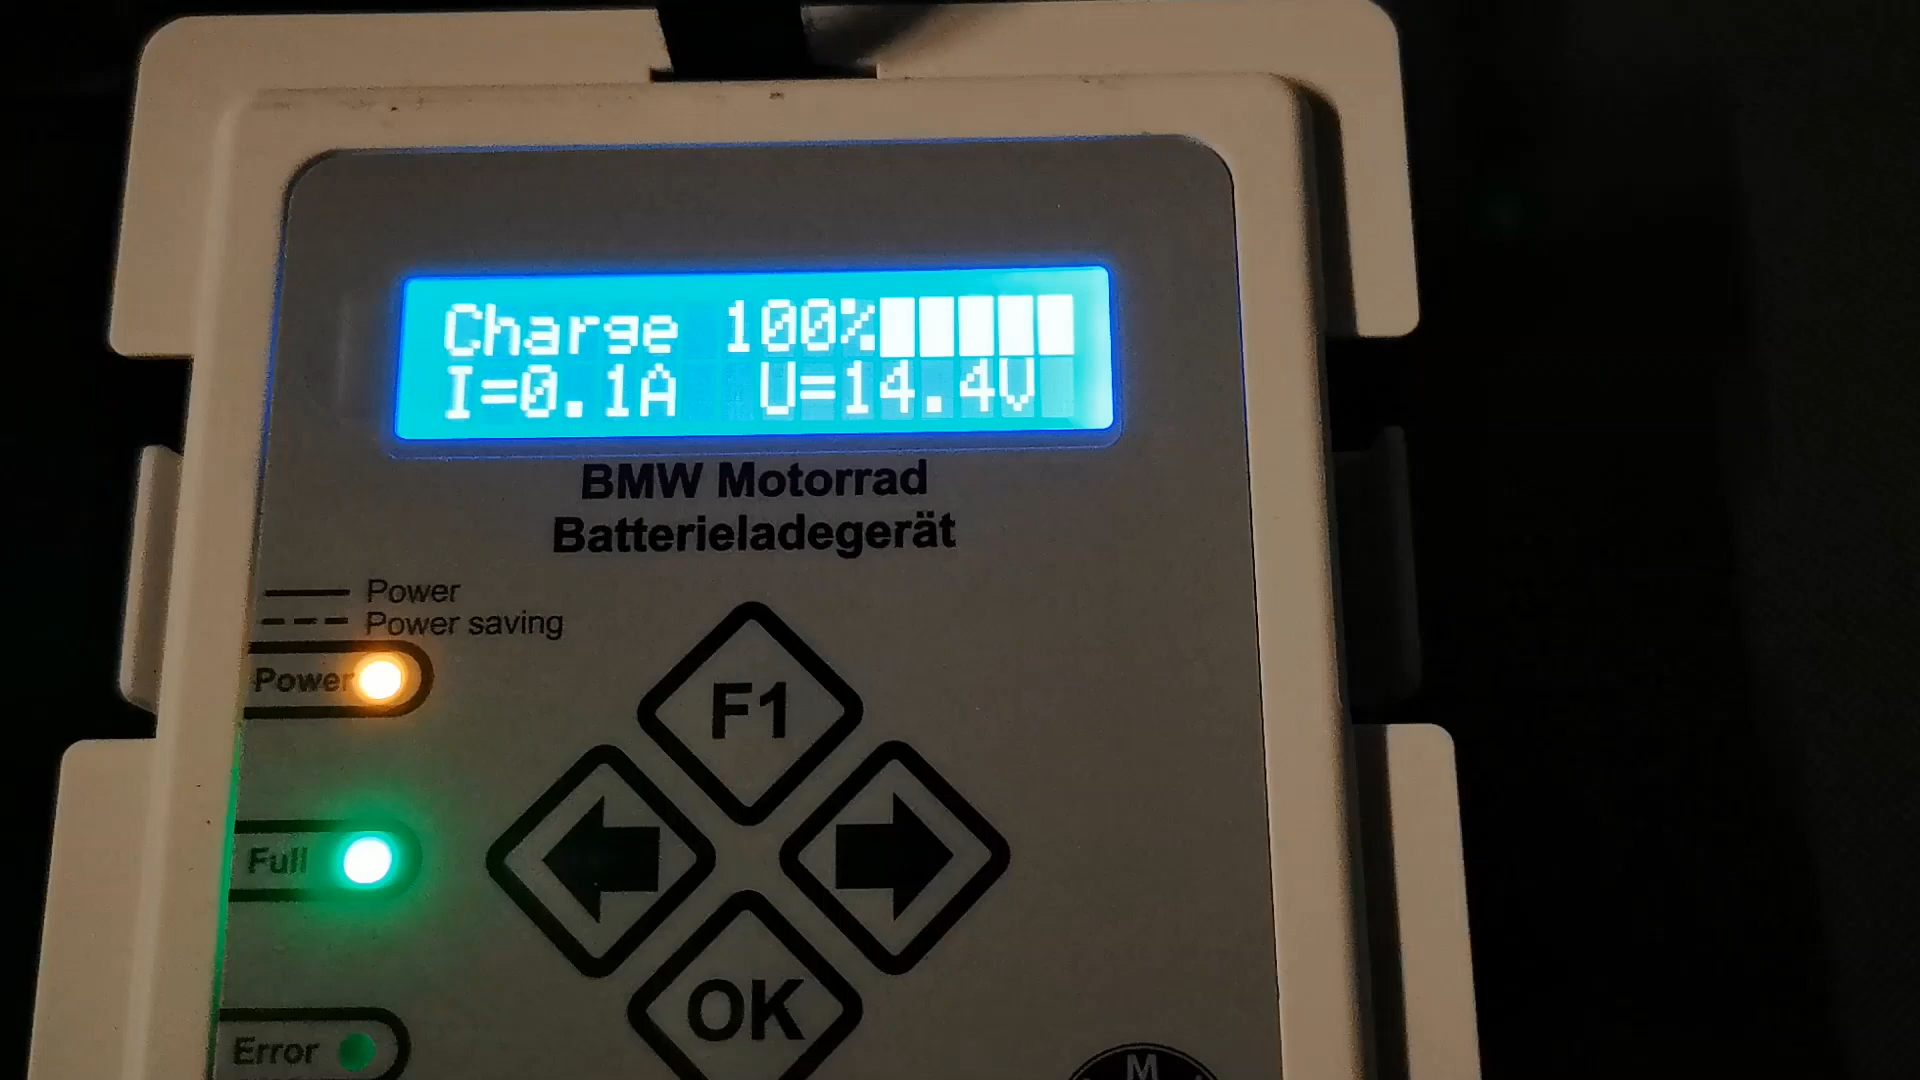 Charge 100%
I=0.1A U=14.4V
BMW Motorrad
Batterieladegerät
Power
Power saving
Power
F1
Full
OK
Error
M